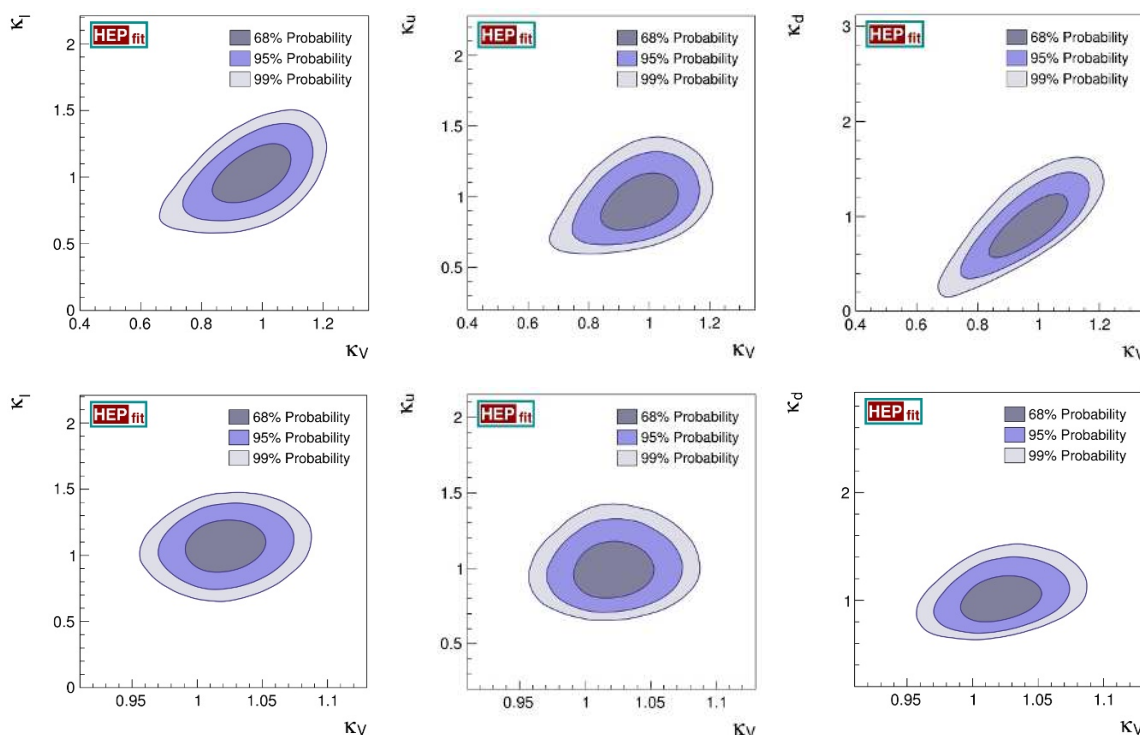 κl
HEP fit
68% Probability
95% Probability
99% Probability
2
1.5
1
0.5
0
0.4 0.6 0.8 1 1.2
κV
κu
HEP fit
68% Probability
95% Probability
99% Probability
2
1.5
1
0.5
0.4 0.6 0.8 1 1.2
κV
κd
HEP fit
68% Probability
95% Probability
99% Probability
3
2
1
0
0.4 0.6 0.8 1 1.2
κV
κl
HEP fit
68% Probability
95% Probability
99% Probability
2
1.5
1
0.5
0
0.95 1 1.05 1.1
κV
κu
HEP fit
68% Probability
95% Probability
99% Probability
2
1.5
1
0.5
0.95 1 1.05 1.1
κV
κd
HEP fit
68% Probability
95% Probability
99% Probability
2
1
0.95 1 1.05 1.1
κV